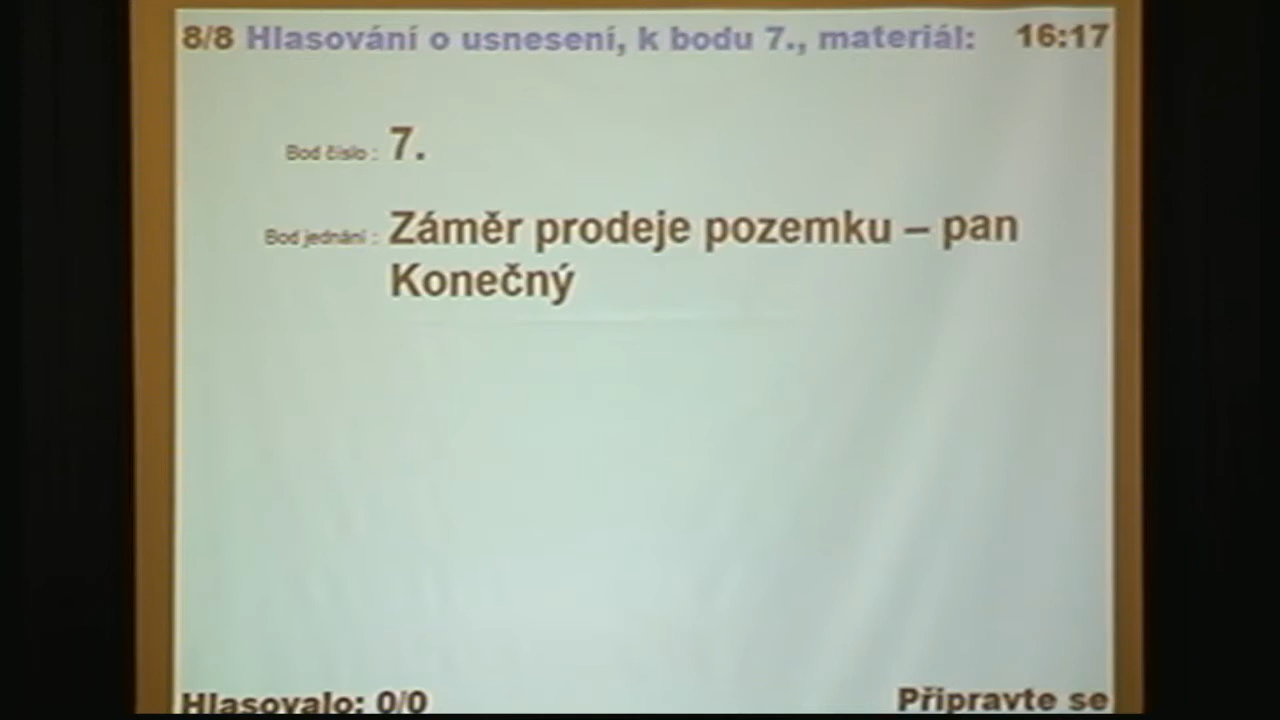 8/8 Hlasování o usnesení, k bodu 7., materiál: 16:17
Bod číslo : 7.
Bod jednání : Záměr prodeje pozemku – pan
Konečný
Hlasovalo: 0/0 Připravte se